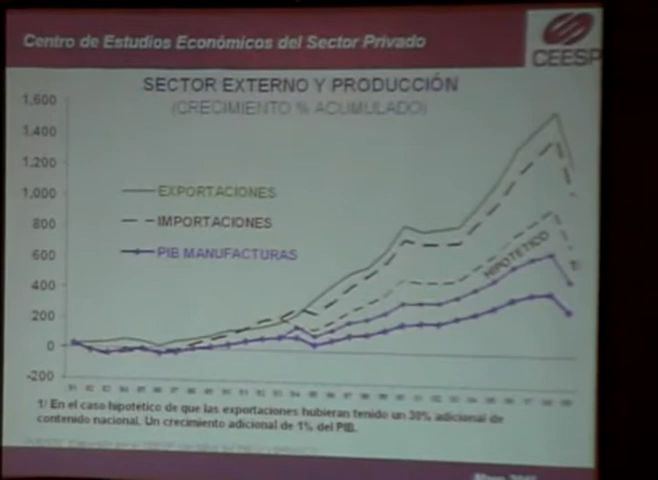 Centro de Estudios Económicos del Sector Privado
CEESP
SECTOR EXTERNO Y PRODUCCIÓN
(CRECIMIENTO % ACUMULADO)
1,600
1,400
1,200
1,000
800
600
400
200
0
-200
EXPORTACIONES
IMPORTACIONES
PIB MANUFACTURAS
HIPOTÉTICO
1/ En el caso hipotético de que las exportaciones hubieran tenido un 30% adicional de
contenido nacional. Un crecimiento adicional de 1% del PIB.